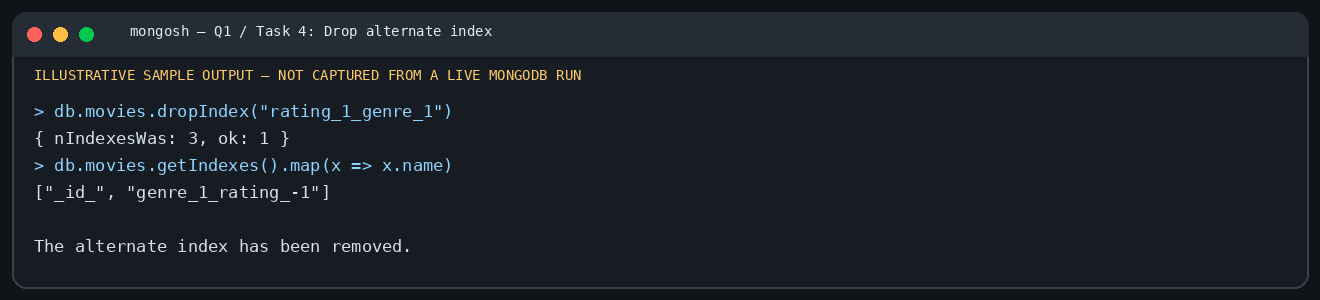 mongosh — Q1 / Task 4: Drop alternate index
ILLUSTRATIVE SAMPLE OUTPUT — NOT CAPTURED FROM A LIVE MONGODB RUN
> db.movies.dropIndex("rating_1_genre_1")
{ nIndexesWas: 3, ok: 1 }
> db.movies.getIndexes().map(x => x.name)
["_id_", "genre_1_rating_-1"]
The alternate index has been removed.